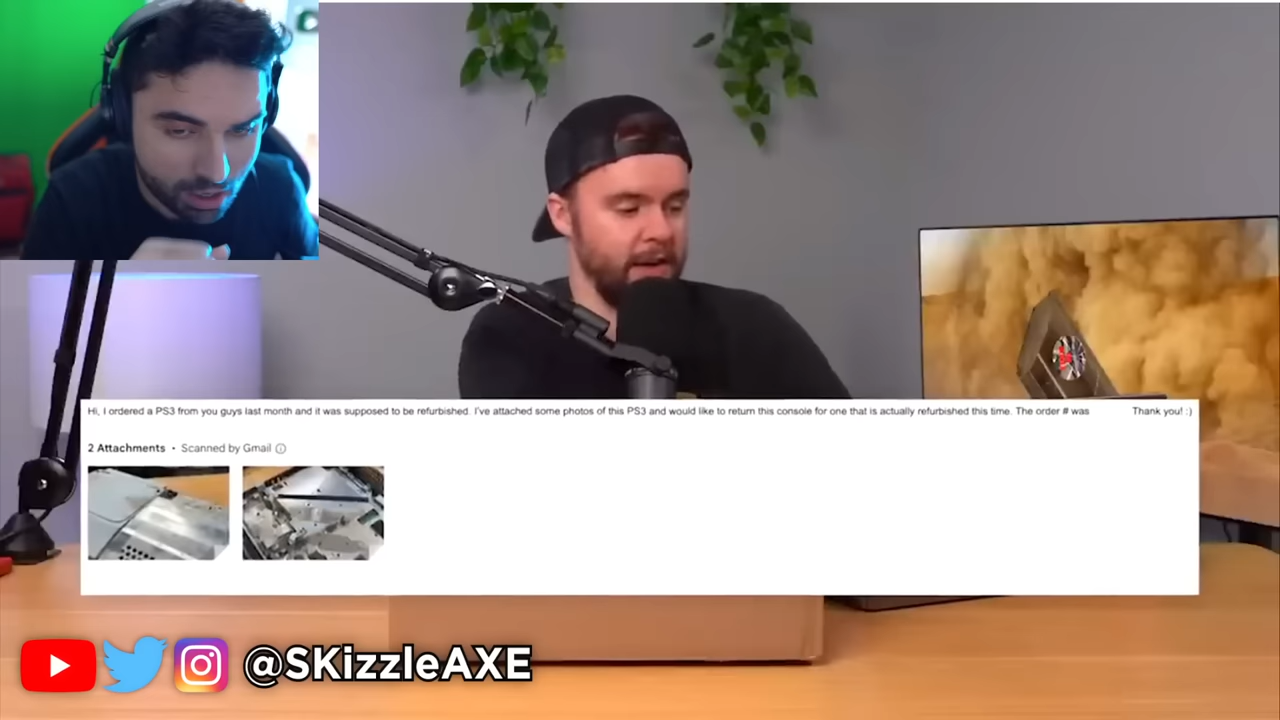 Hi, I ordered a PS3 from you guys last month and it was supposed to be refurbished. I've attached some photos of this PS3 and would like to return this console for one that is actually refurbished this time. The order # was Thank you! :)
2 Attachments • Scanned by Gmail
@SKizzleAXE